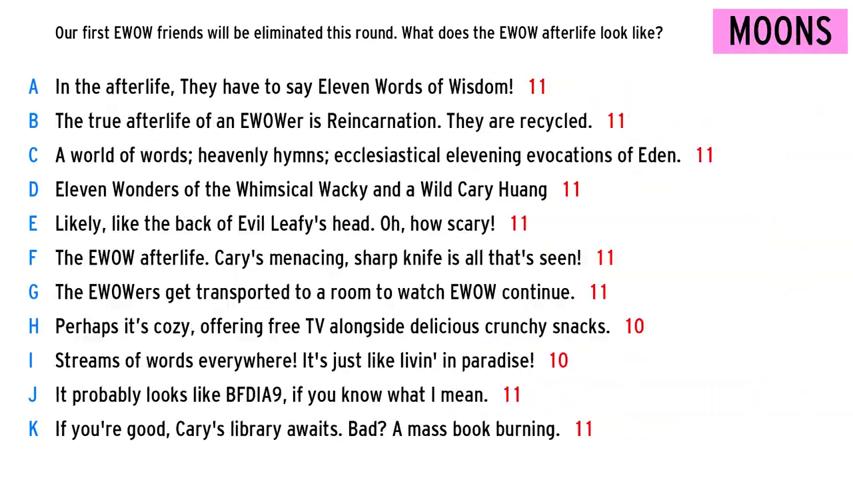 Our first EWOW friends will be eliminated this round. What does the EWOW afterlife look like?
MOONS
A In the afterlife, They have to say Eleven Words of Wisdom! 11
B The true afterlife of an EWOWer is Reincarnation. They are recycled. 11
C A world of words; heavenly hymns; ecclesiastical elevening evocations of Eden. 11
D Eleven Wonders of the Whimsical Wacky and a Wild Cary Huang 11
E Likely, like the back of Evil Leafy's head. Oh, how scary! 11
F The EWOW afterlife. Cary's menacing, sharp knife is all that's seen! 11
G The EWOWers get transported to a room to watch EWOW continue. 11
H Perhaps it’s cozy, offering free TV alongside delicious crunchy snacks. 10
I Streams of words everywhere! It's just like livin' in paradise! 10
J It probably looks like BFDIA9, if you know what I mean. 11
K If you're good, Cary's library awaits. Bad? A mass book burning. 11